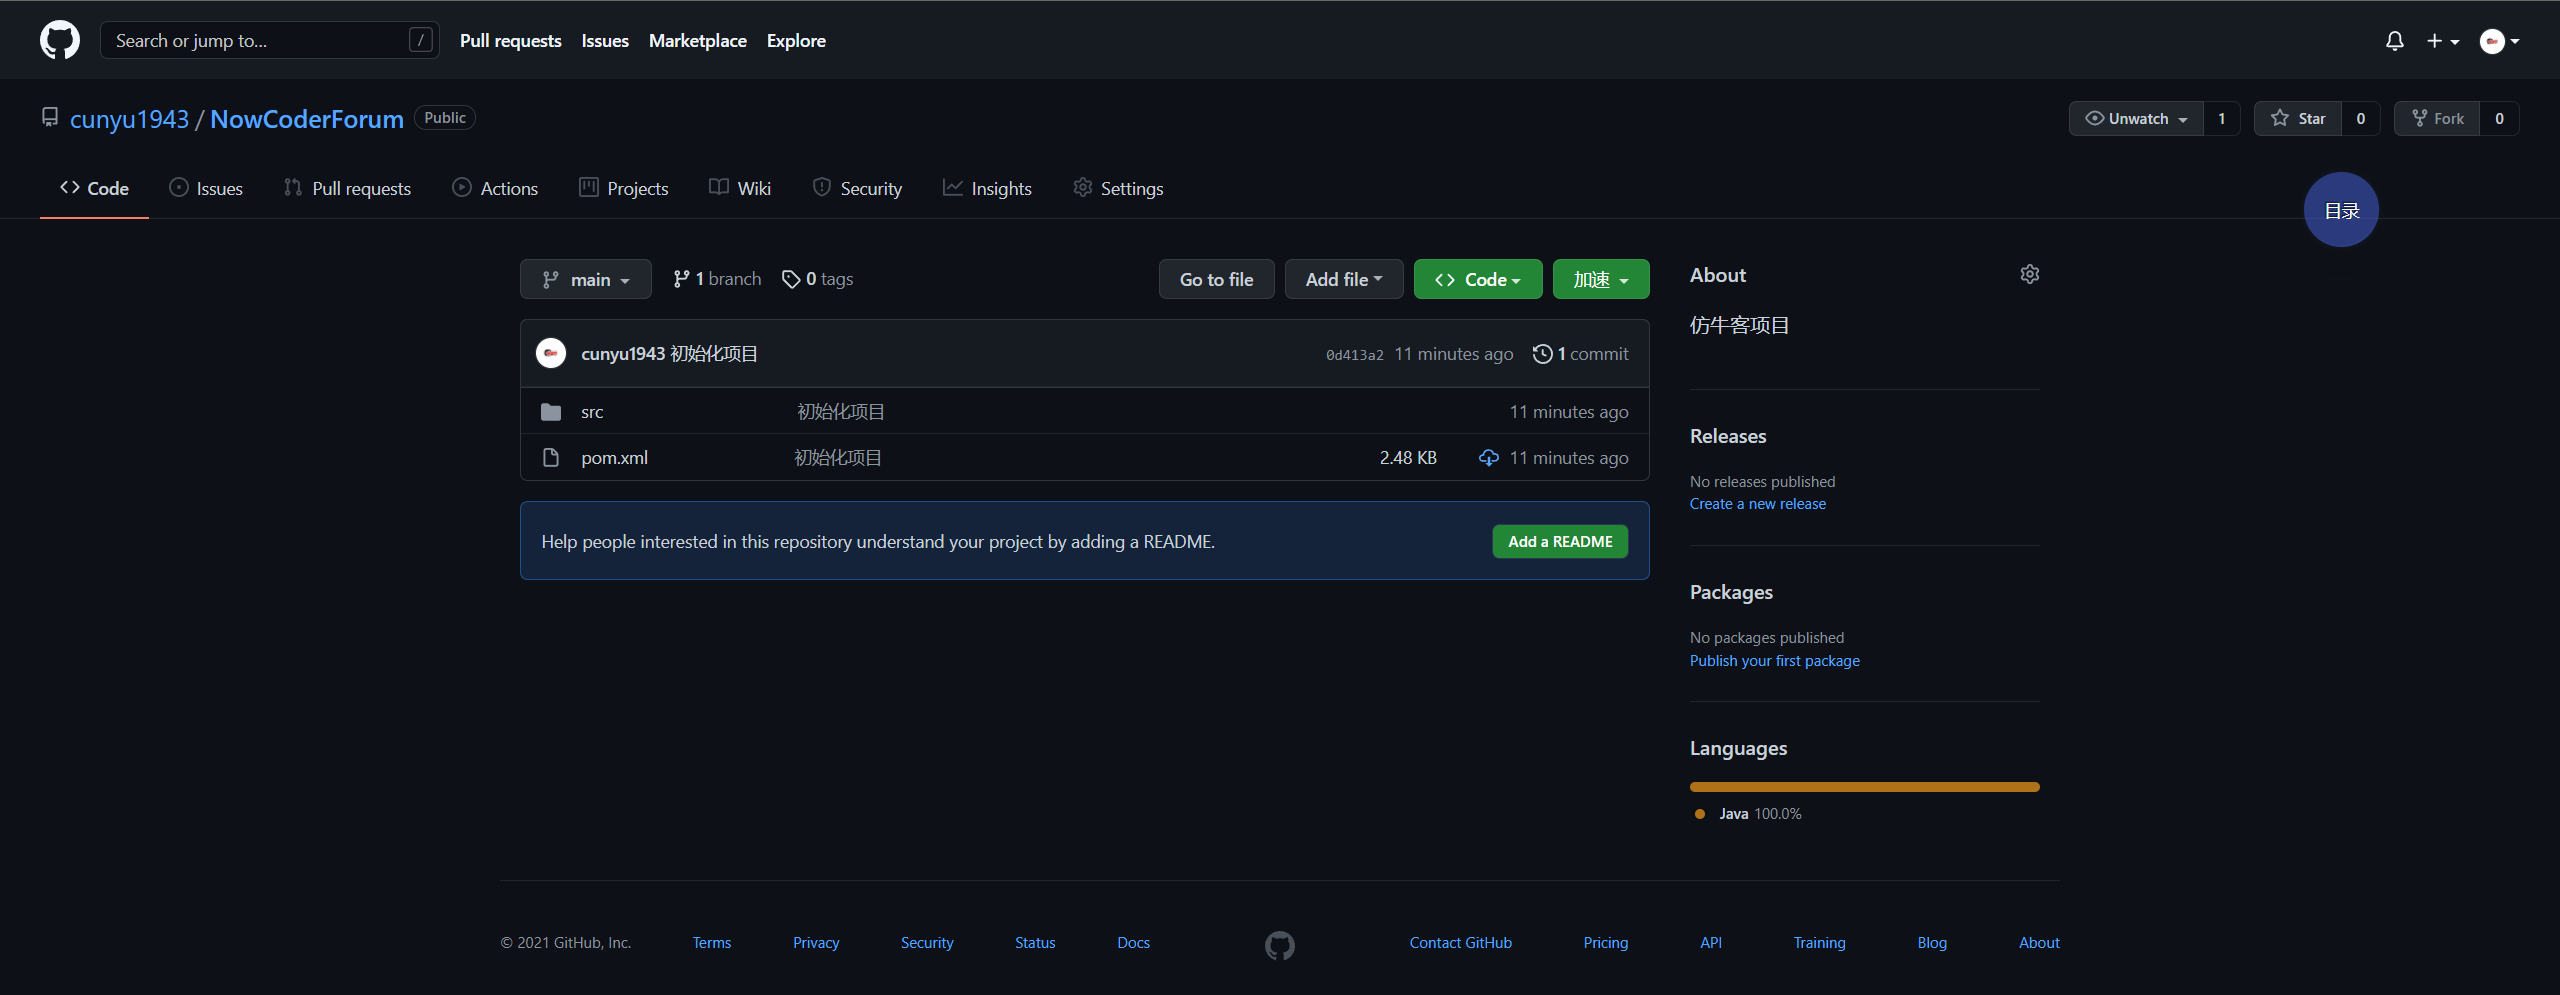 Search or jump to... / Pull requests Issues Marketplace Explore
cunyu1943 / NowCoderForum Public Unwatch 1 Star 0 Fork 0
Code Issues Pull requests Actions Projects Wiki Security Insights Settings
目录
main 1 branch 0 tags Go to file Add file Code 加速
cunyu1943 初始化项目 0d413a2 11 minutes ago 1 commit
src 初始化项目 11 minutes ago
pom.xml 初始化项目 2.48 KB 11 minutes ago
Help people interested in this repository understand your project by adding a README. Add a README
About
仿牛客项目
Releases
No releases published
Create a new release
Packages
No packages published
Publish your first package
Languages
Java 100.0%
© 2021 GitHub, Inc. Terms Privacy Security Status Docs Contact GitHub Pricing API Training Blog About